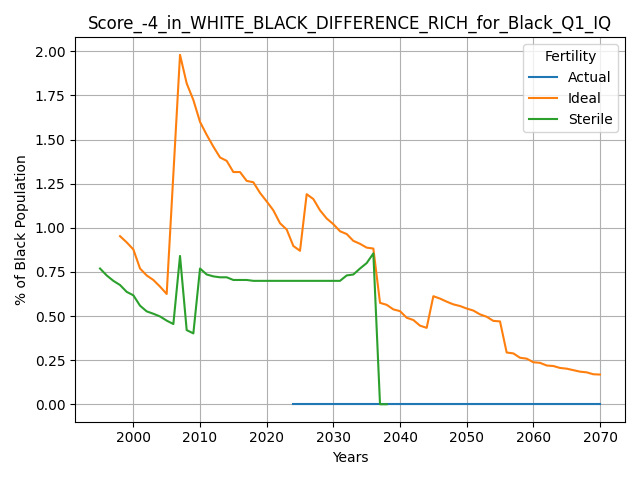 Score_-4_in_WHITE_BLACK_DIFFERENCE_RICH_for_Black_Q1_IQ
Fertility
Actual
Ideal
Sterile
% of Black Population
2.00
1.75
1.50
1.25
1.00
0.75
0.50
0.25
0.00
2000 2010 2020 2030 2040 2050 2060 2070
Years